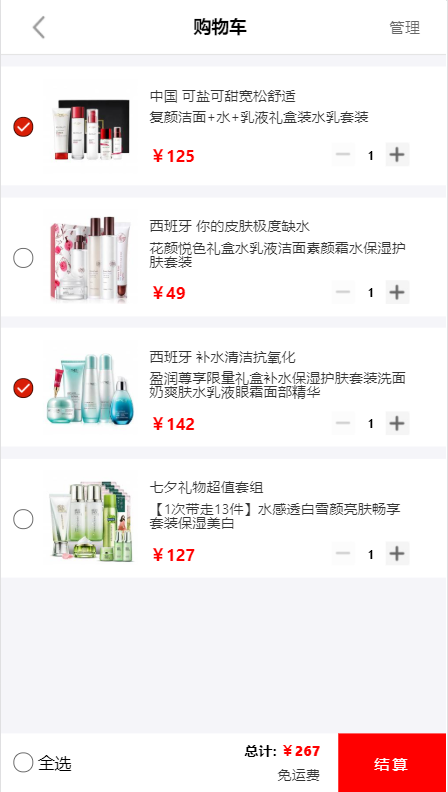 购物车
管理
中国 可盐可甜宽松舒适
复颜洁面+水+乳液礼盒装水乳套装
￥125
1
西班牙 你的皮肤极度缺水
花颜悦色礼盒水乳液洁面素颜霜水保湿护
肤套装
￥49
1
西班牙 补水清洁抗氧化
盈润尊享限量礼盒补水保湿护肤套装洗面
奶爽肤水乳液眼霜面部精华
￥142
1
七夕礼物超值套组
【1次带走13件】水感透白雪颜亮肤畅享
套装保湿美白
￥127
1
全选
总计: ￥267
免运费
结算